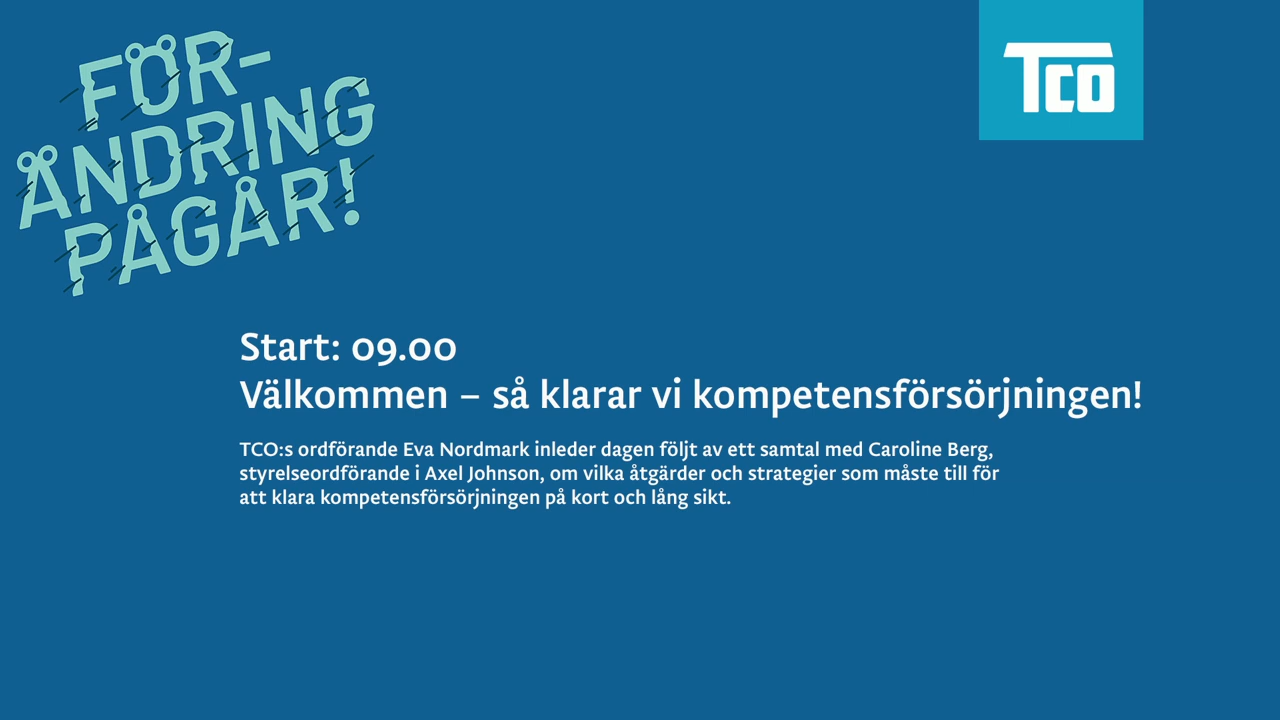 FÖR-
ÄNDRING
PÅGÅR!
TCO
Start: 09.00
Välkommen – så klarar vi kompetensförsörjningen!
TCO:s ordförande Eva Nordmark inleder dagen följt av ett samtal med Caroline Berg,
styrelseordförande i Axel Johnson, om vilka åtgärder och strategier som måste till för
att klara kompetensförsörjningen på kort och lång sikt.